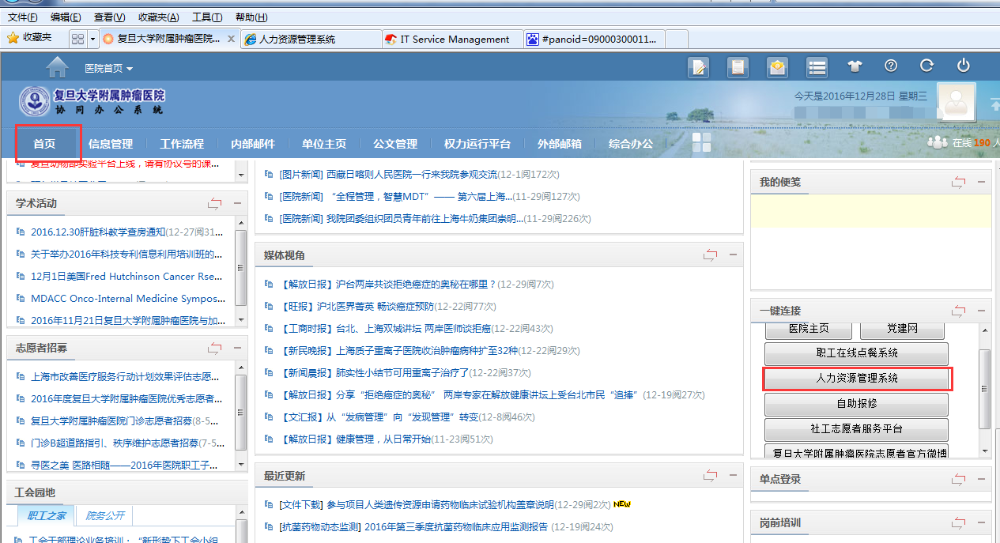 文件(F) 编辑(E) 查看(V) 收藏夹(A) 工具(T) 帮助(H)
收藏夹 复旦大学附属肿瘤医院... 人力资源管理系统 IT Service Management #panoid=09000300011...
医院首页
复旦大学附属肿瘤医院
协同办公系统
今天是2016年12月28日 星期三
首页 信息管理 工作流程 内部邮件 单位主页 公文管理 权力运行平台 外部邮箱 综合办公
在线 190 人
复旦动物部实验平台上线，请有协议号的课...
学术活动
2016.12.30肝脏科教学查房通知(12-27阅31...
关于举办2016年科技专利信息利用培训班的...
12月1日美国Fred Hutchinson Cancer Rse...
MDACC Onco-Internal Medicine Sympos...
2016年11月21日复旦大学附属肿瘤医院与加...
志愿者招募
上海市改善医疗服务行动计划效果评估志愿...
2016年度复旦大学附属肿瘤医院优秀志愿者...
复旦大学附属肿瘤医院门诊志愿者招募(8-5...
门诊B超道路指引、秩序维护志愿者招募(7-5...
寻医之美 医路相随——2016年医院职工子...
工会园地
职工之家 院务公开
工会干部理论业务培训：“新形势下工会小组
[图片新闻] 西藏日喀则人民医院一行来我院参观交流(12-1阅172次)
[医院新闻] “全程管理，智慧MDT”—— 第六届上海...(11-29阅127次)
[医院新闻] 我院团委组织团员青年前往上海牛奶集团崇明...(11-29阅226次)
媒体视角
【解放日报】沪台两岸共谈拒绝癌症的奥秘在哪里？(12-29阅7次)
【旺报】沪北医界菁英 畅谈癌症预防(12-22阅77次)
【工商时报】台北、上海双城讲坛 两岸医师谈拒癌(12-22阅43次)
【新民晚报】上海质子重离子医院收治肿瘤病种扩至32种(12-22阅29次)
【新闻晨报】肺实性小结节可用重离子治疗了(12-22阅37次)
【解放日报】分享“拒绝癌症的奥秘” 两岸专家在解放健康讲坛上受台北市民“追捧”(12-19阅27次)
【文汇报】从“发病管理”向“发现管理”转变(12-8阅46次)
【解放日报】健康管理，从日常开始(11-23阅51次)
最近更新
[文件下载] 参与项目人类遗传资源申请药物临床试验机构盖章说明(12-29阅2次) NEW
[抗菌药物动态监测] 2016年第三季度抗菌药物临床应用监测报告 (12-19阅24次)
我的便笺
一键连接
医院主页 党建网
职工在线点餐系统
人力资源管理系统
自助报修
社工志愿者服务平台
复旦大学附属肿瘤医院志愿者官方微博
单点登录
岗前培训